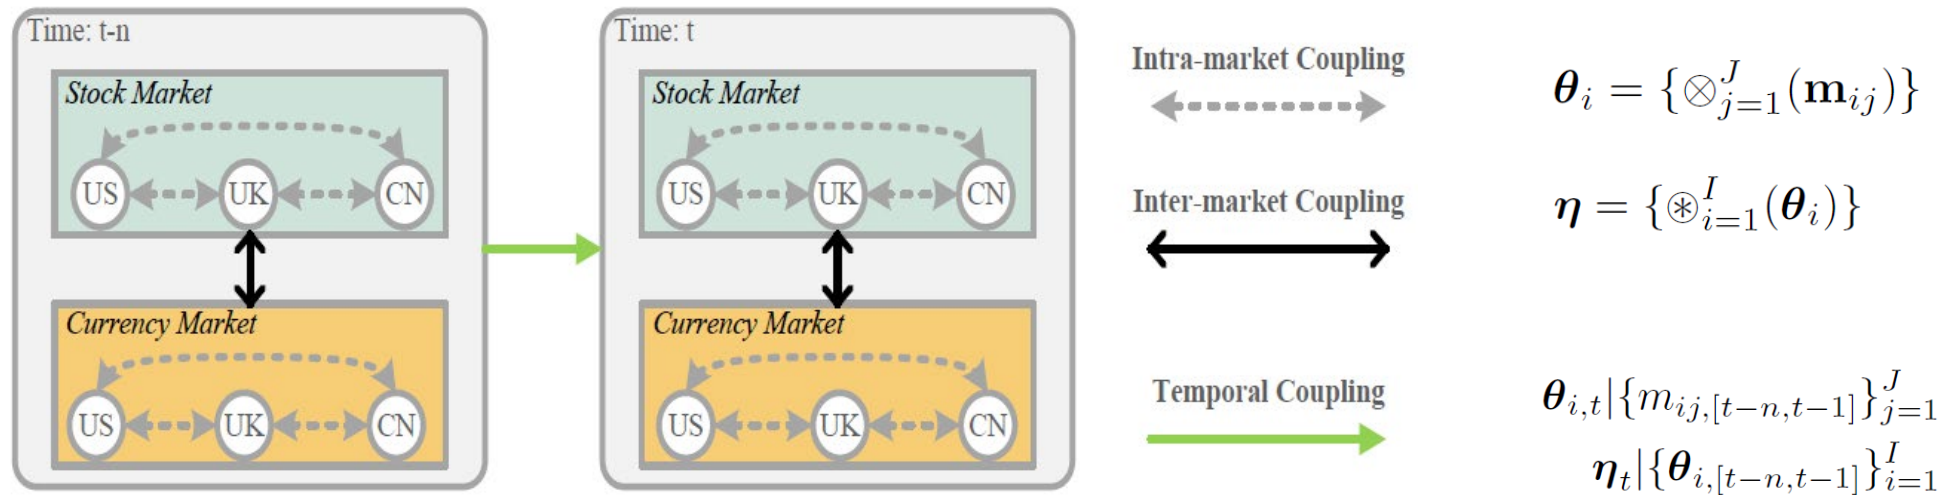 Time: t-n
Stock Market
US UK CN
Currency Market
US UK CN
Time: t
Stock Market
US UK CN
Currency Market
US UK CN
Intra-market Coupling
𝜽_i = {⊗_{j=1}^{J}(𝐦_{ij})}
Inter-market Coupling
𝜼 = {⊛_{i=1}^{I}(𝜽_i)}
Temporal Coupling
𝜽_{i,t}|{m_{ij,[t−n,t−1]}}_{j=1}^{J}
𝜼_t|{𝜽_{i,[t−n,t−1]}}_{i=1}^{I}